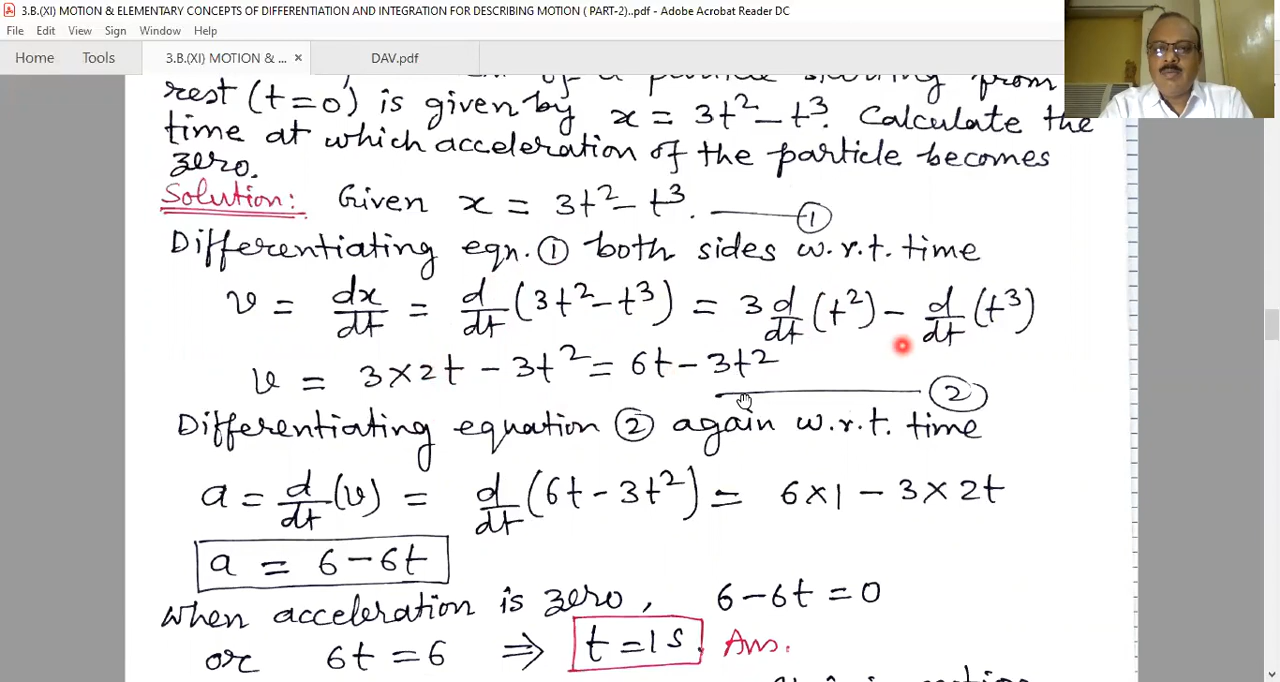 3.B.(XI) MOTION & ELEMENTARY CONCEPTS OF DIFFERENTIATION AND INTEGRATION FOR DESCRIBING MOTION ( PART-2)..pdf - Adobe Acrobat Reader DC
File Edit View Sign Window Help
Home Tools 3.B.(XI) MOTION & ... × DAV.pdf
of a particle starting from
rest (t=0) is given by x = 3t² - t³. Calculate the
time at which acceleration of the particle becomes
zero.
Solution: Given x = 3t² - t³. ——— ①
Differentiating eqn. ① both sides w.r.t. time
v = dx/dt = d/dt (3t² - t³) = 3 d/dt (t²) - d/dt (t³)
v = 3×2t - 3t² = 6t - 3t² ——— ②
Differentiating equation ② again w.r.t. time
a = d/dt (v) = d/dt (6t - 3t²) = 6×1 - 3×2t
a = 6 - 6t
When acceleration is zero, 6 - 6t = 0
or 6t = 6 ⇒ t = 1s. Ans.